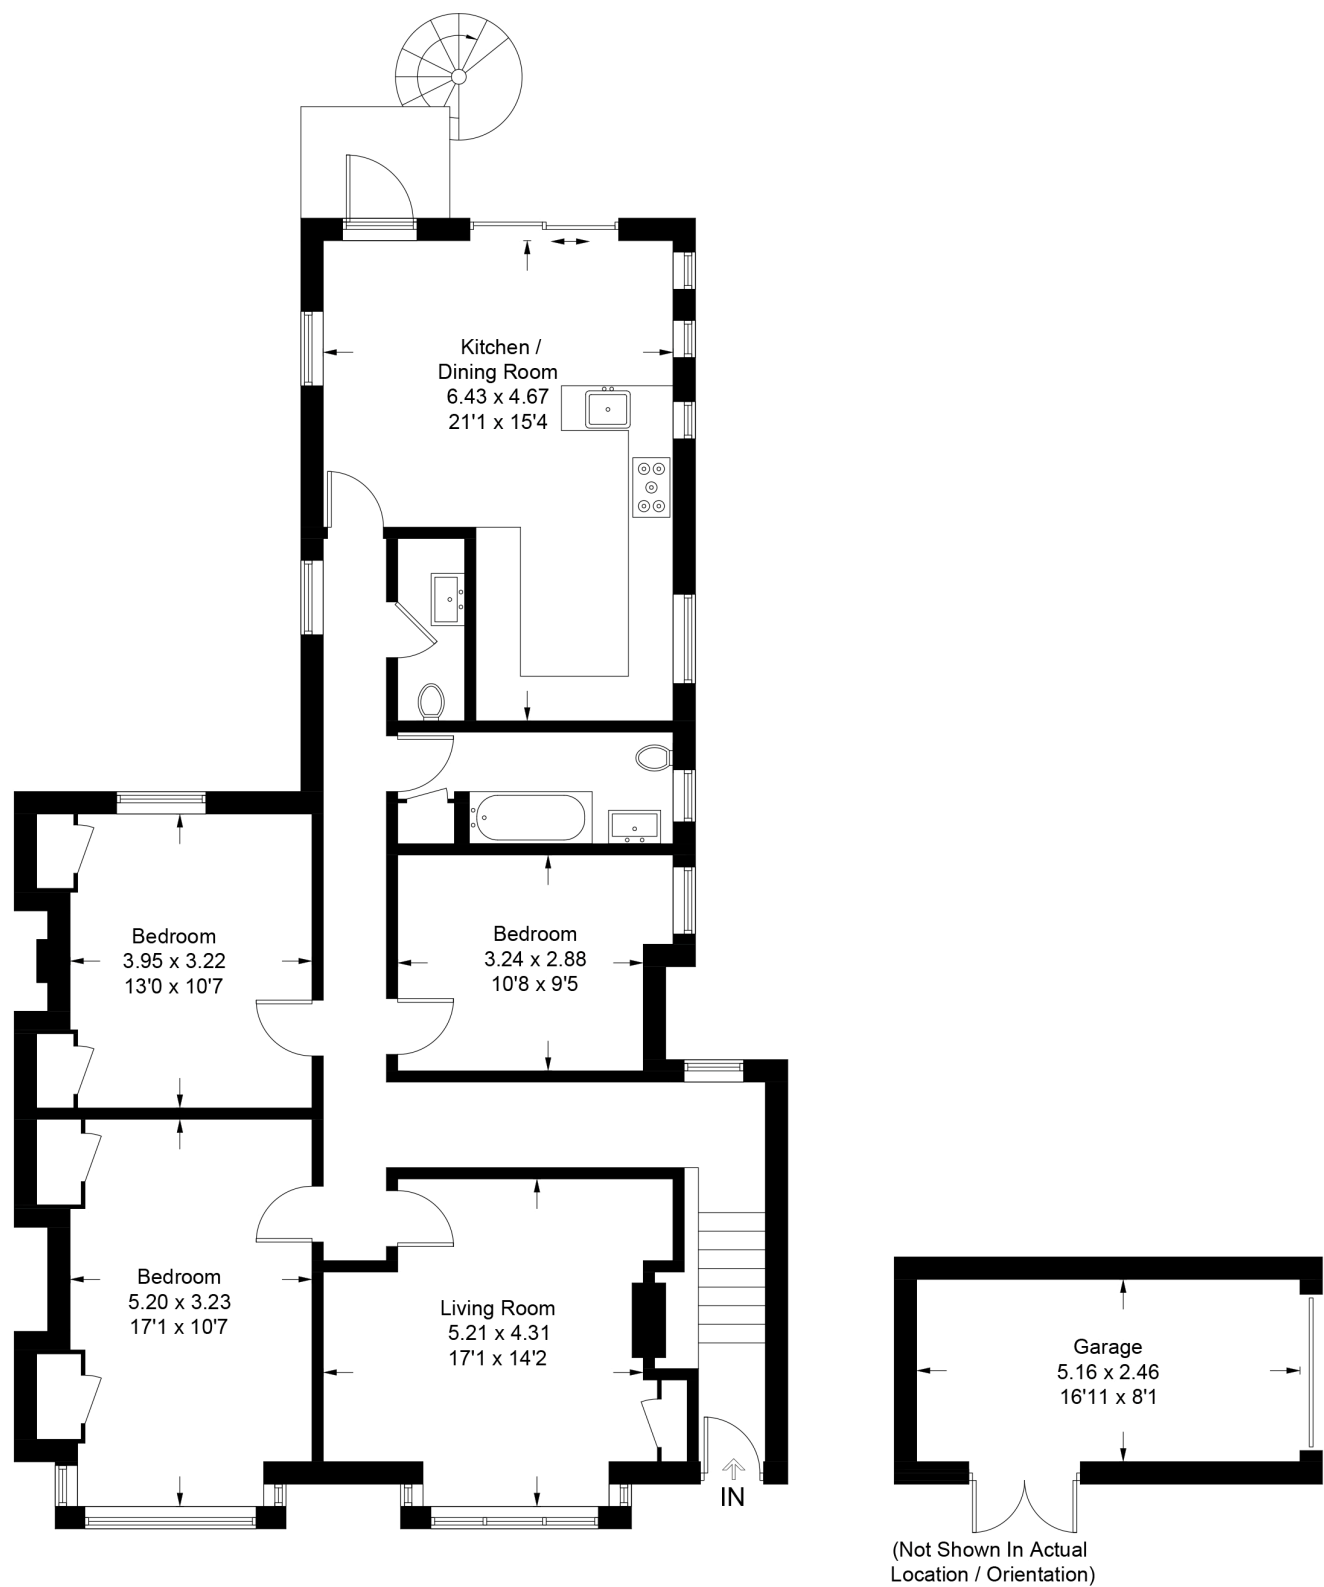 Kitchen /
Dining Room
6.43 x 4.67
21'1 x 15'4
Bedroom
3.95 x 3.22
13'0 x 10'7
Bedroom
3.24 x 2.88
10'8 x 9'5
Bedroom
5.20 x 3.23
17'1 x 10'7
Living Room
5.21 x 4.31
17'1 x 14'2
IN
Garage
5.16 x 2.46
16'11 x 8'1
(Not Shown In Actual
Location / Orientation)